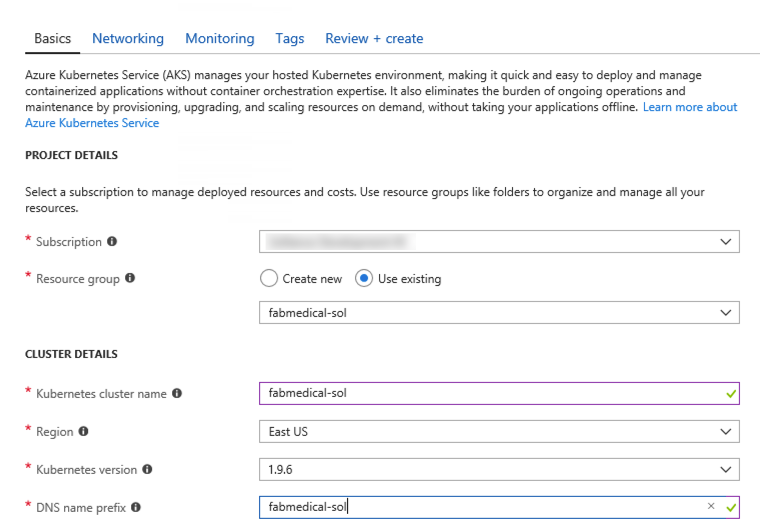 Basics Networking Monitoring Tags Review + create
Azure Kubernetes Service (AKS) manages your hosted Kubernetes environment, making it quick and easy to deploy and manage
containerized applications without container orchestration expertise. It also eliminates the burden of ongoing operations and
maintenance by provisioning, upgrading, and scaling resources on demand, without taking your applications offline. Learn more about
Azure Kubernetes Service
PROJECT DETAILS
Select a subscription to manage deployed resources and costs. Use resource groups like folders to organize and manage all your
resources.
* Subscription
* Resource group Create new Use existing
fabmedical-sol
CLUSTER DETAILS
* Kubernetes cluster name fabmedical-sol
* Region East US
* Kubernetes version 1.9.6
* DNS name prefix fabmedical-sol